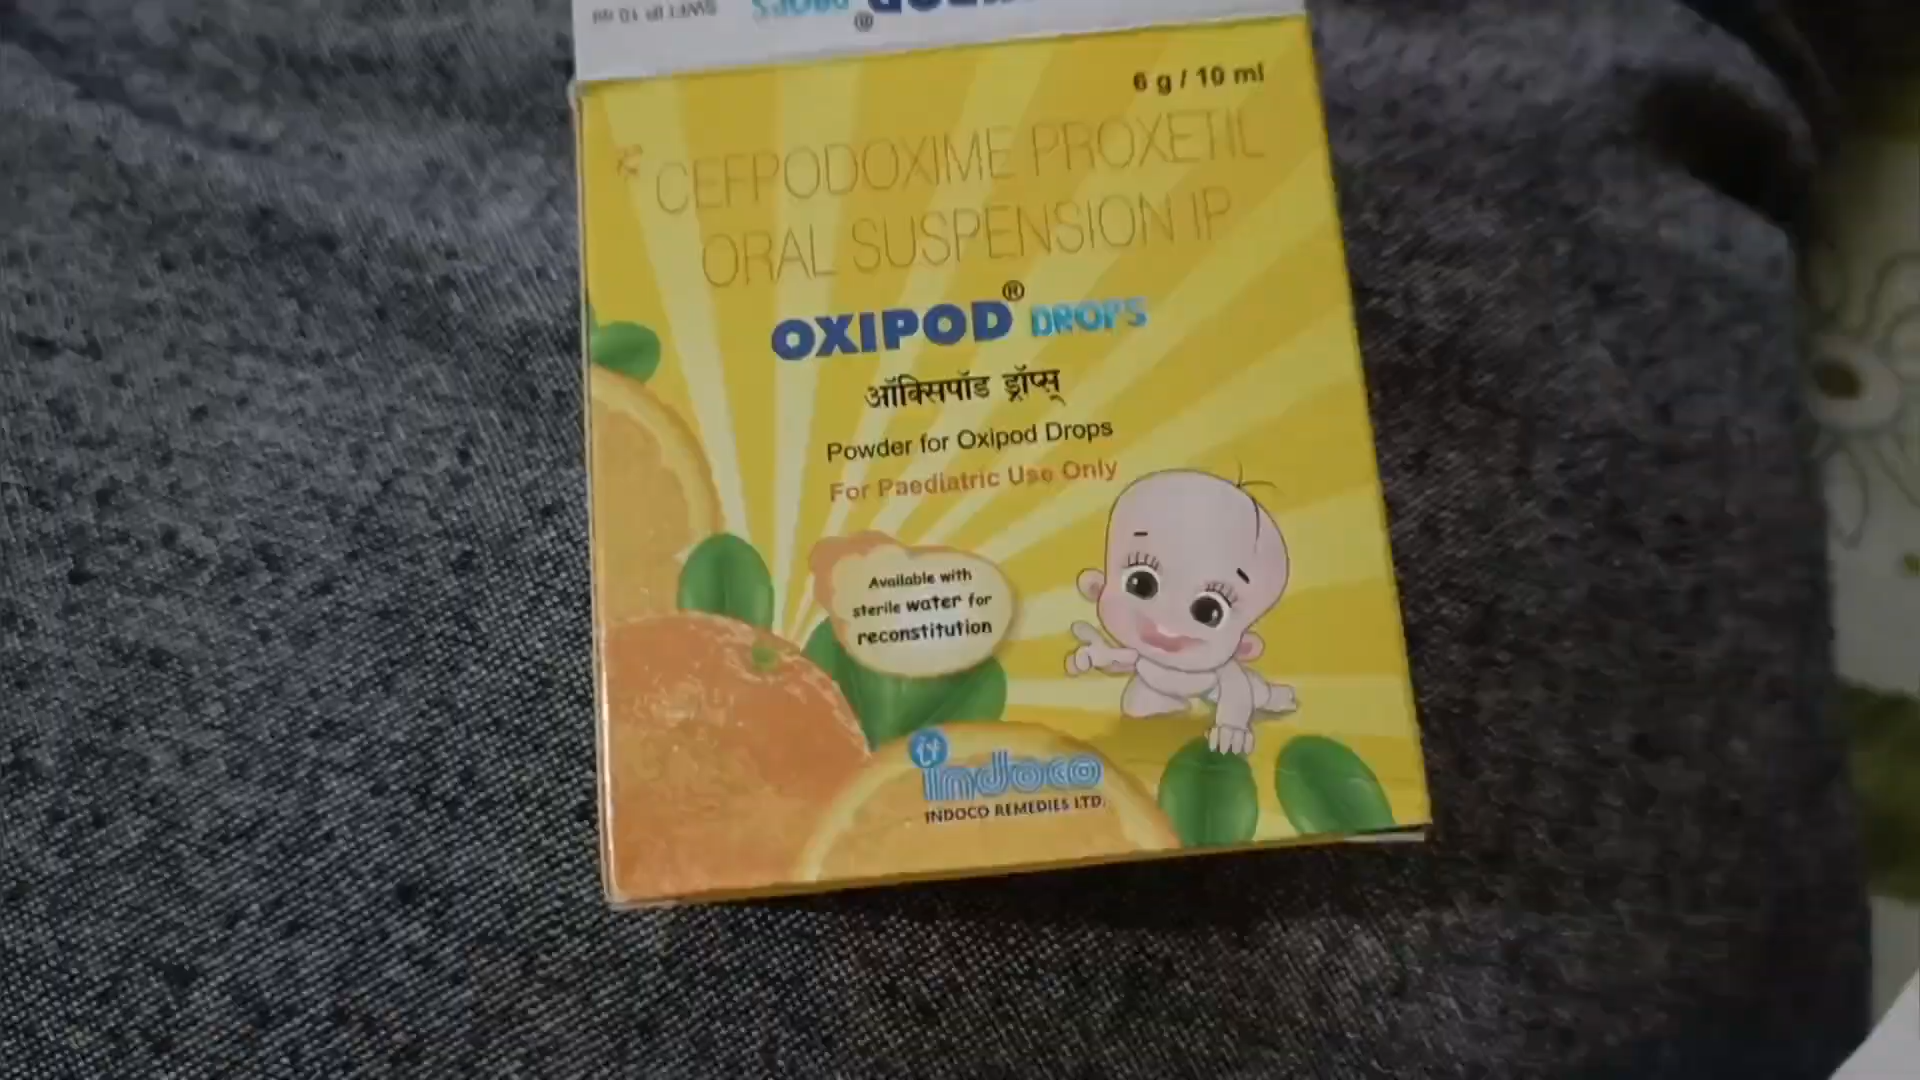 6 g / 10 ml
CEFPODOXIME PROXETIL
ORAL SUSPENSION IP
OXIPOD® DROPS
ऑक्सिपॉड ड्रॉप्स्
Powder for Oxipod Drops
For Paediatric Use Only
Available with
sterile water for
reconstitution
indoco
INDOCO REMEDIES LTD.